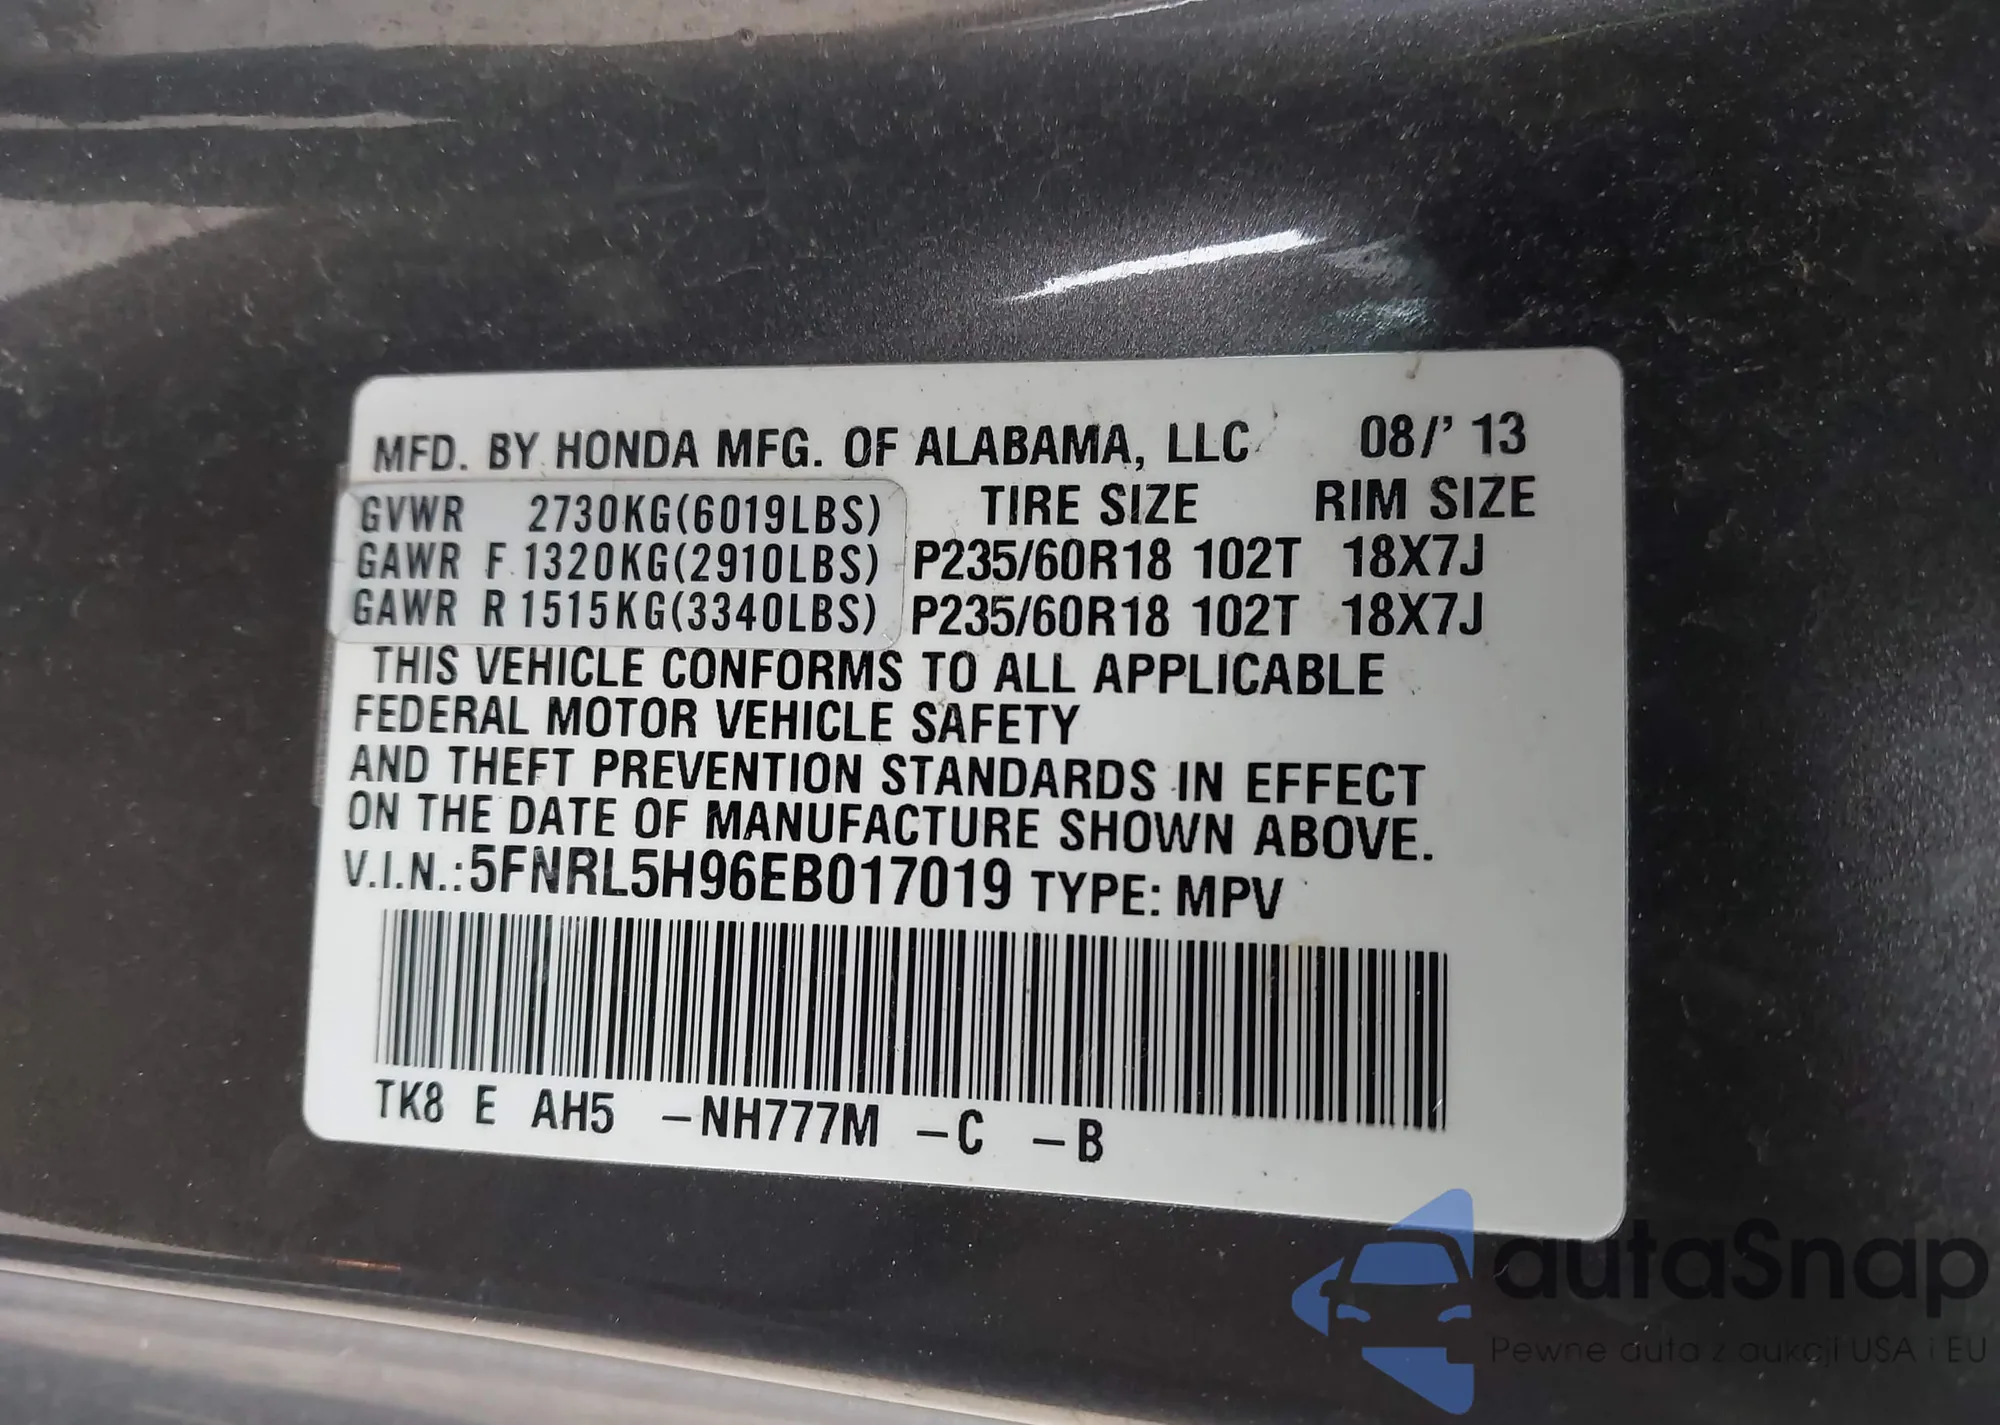 MFD. BY HONDA MFG. OF ALABAMA, LLC 08/' 13
GVWR 2730KG(6019LBS) TIRE SIZE RIM SIZE
GAWR F 1320KG(2910LBS) P235/60R18 102T 18X7J
GAWR R 1515KG(3340LBS) P235/60R18 102T 18X7J
THIS VEHICLE CONFORMS TO ALL APPLICABLE
FEDERAL MOTOR VEHICLE SAFETY
AND THEFT PREVENTION STANDARDS IN EFFECT
ON THE DATE OF MANUFACTURE SHOWN ABOVE.
V.I.N.:5FNRL5H96EB017019 TYPE: MPV
TK8 E AH5 –NH777M –C –B
autaSnap
Pewne auta z aukcji USA i EU